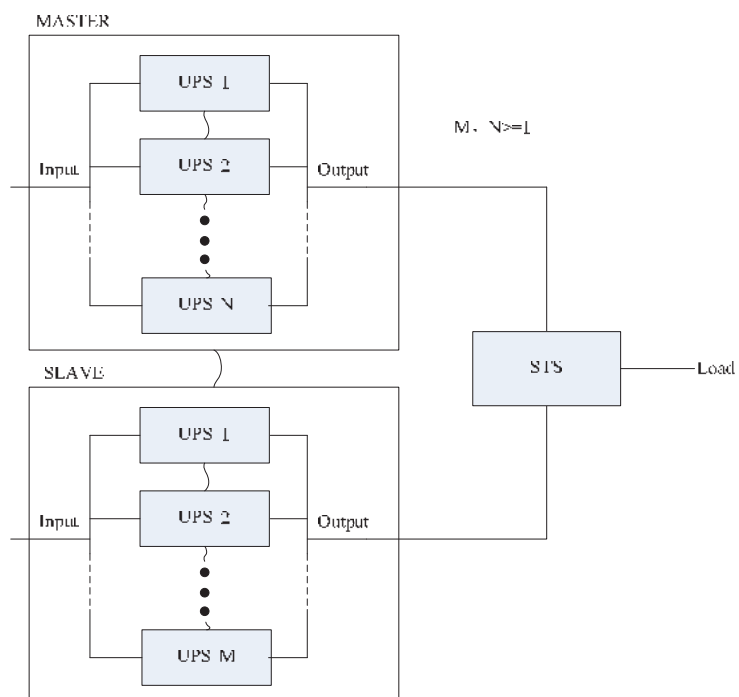 MASTER
UPS 1
M、N>=1
UPS 2
Input
Output
UPS N
STS
Load
SLAVE
UPS 1
UPS 2
Input
Output
UPS M